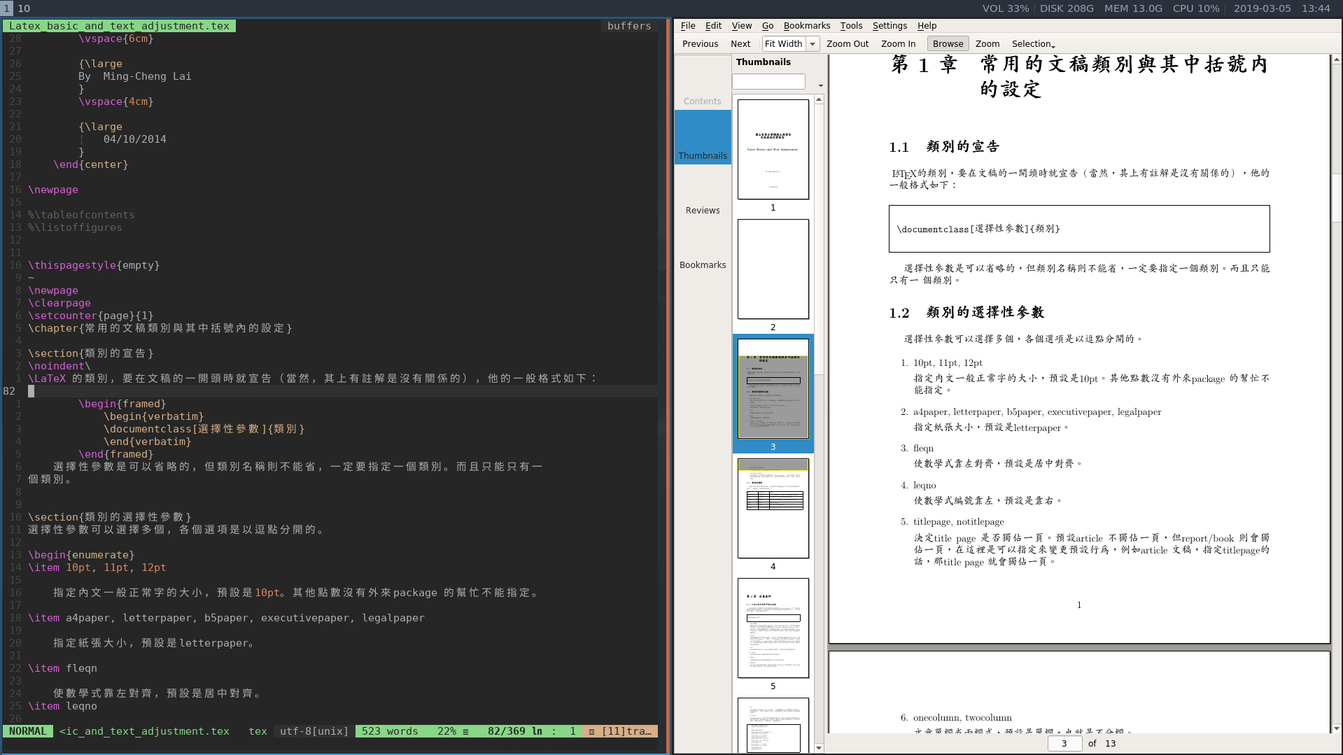 1 10
VOL 33% DISK 208G MEM 13.0G CPU 10% 2019-03-05 13:44
Latex_basic_and_text_adjustment.tex buffers
28 \vspace{6cm}
27
26 {\large
25 By Ming-Cheng Lai
24 }
23 \vspace{4cm}
22
21 {\large
20 04/10/2014
19 }
18 \end{center}
17
16 \newpage
15
14 %\tableofcontents
13 %\listoffigures
12
11
10 \thispagestyle{empty}
9 ~
8 \newpage
7 \clearpage
6 \setcounter{page}{1}
5 \chapter{常用的文稿類別與其中括號內的設定}
4
3 \section{類別的宣告}
2 \noindent\
1 \LaTeX 的類別，要在文稿的一開頭時就宣告（當然，其上有註解是沒有關係的），他的一般格式如下：
82
1 \begin{framed}
2 \begin{verbatim}
3 \documentclass[選擇性參數]{類別}
4 \end{verbatim}
5 \end{framed}
6 選擇性參數是可以省略的，但類別名稱則不能省，一定要指定一個類別。而且只能只有一
7 個類別。
8
9
10 \section{類別的選擇性參數}
11 選擇性參數可以選擇多個，各個選項是以逗點分開的。
12
13 \begin{enumerate}
14 \item 10pt, 11pt, 12pt
15
16 指定內文一般正常字的大小，預設是10pt。其他點數沒有外來package 的幫忙不能指定。
17
18 \item a4paper, letterpaper, b5paper, executivepaper, legalpaper
19
20 指定紙張大小，預設是letterpaper。
21
22 \item fleqn
23
24 使數學式靠左對齊，預設是居中對齊。
25 \item leqno
26
NORMAL <ic_and_text_adjustment.tex tex utf-8[unix] 523 words 22% ≡ 82/369 ln : 1 ¤ [11]tra…
File Edit View Go Bookmarks Tools Settings Help
Previous Next Fit Width Zoom Out Zoom In Browse Zoom Selection
Contents
Thumbnails
Reviews
Bookmarks
Thumbnails
1
2
3
4
5
第 1 章 常用的文稿類別與其中括號內
的設定
1.1 類別的宣告
LATEX的類別，要在文稿的一開頭時就宣告（當然，其上有註解是沒有關係的），他的
一般格式如下：
\documentclass[選擇性參數]{類別}
選擇性參數是可以省略的，但類別名稱則不能省，一定要指定一個類別。而且只能
只有一 個類別。
1.2 類別的選擇性參數
選擇性參數可以選擇多個，各個選項是以逗點分開的。
1. 10pt, 11pt, 12pt
指定內文一般正常字的大小，預設是10pt。其他點數沒有外來package 的幫忙不
能指定。
2. a4paper, letterpaper, b5paper, executivepaper, legalpaper
指定紙張大小，預設是letterpaper。
3. fleqn
使數學式靠左對齊，預設是居中對齊。
4. leqno
使數學式編號靠左，預設是靠右。
5. titlepage, notitlepage
決定title page 是否獨佔一頁。預設article 不獨佔一頁，但report/book 則會獨
佔一頁，在這裡是可以指定來變更預設行為，例如article 文稿，指定titlepage的
話，那title page 就會獨佔一頁。
1
6. onecolumn, twocolumn
3 of 13